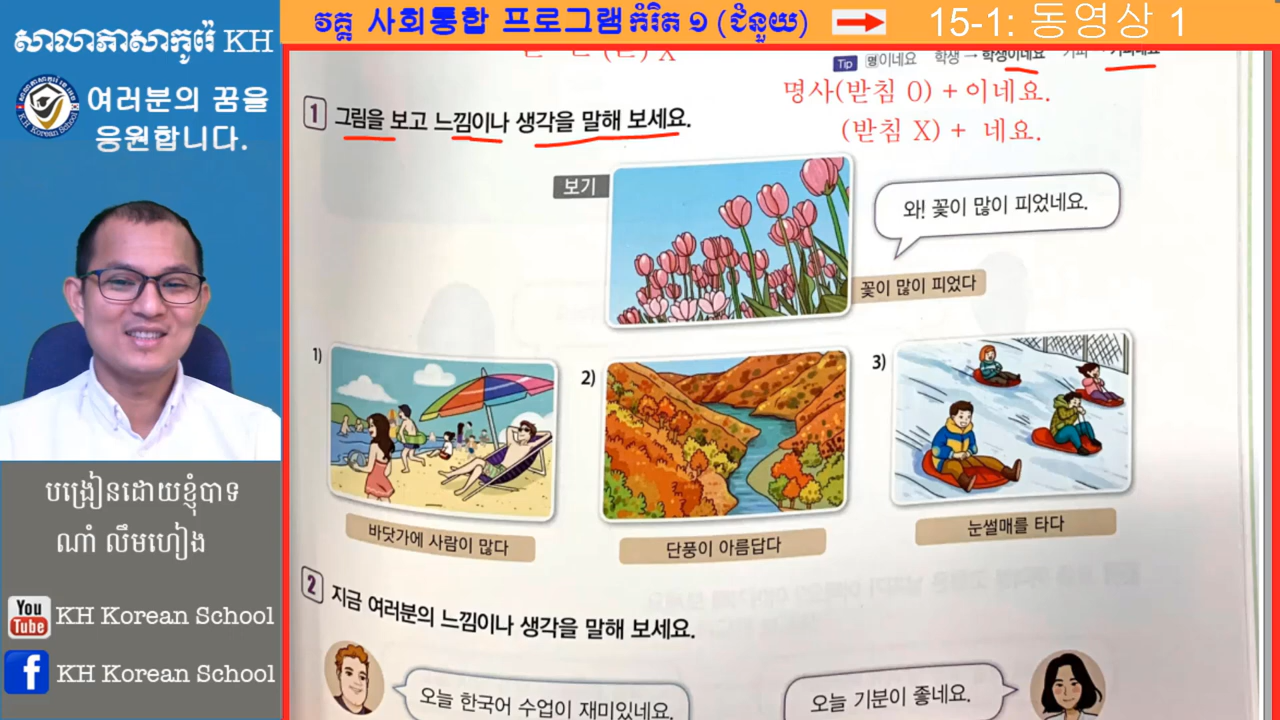 សាលាភាសាកូរ៉េ KH
여러분의 꿈을
응원합니다.
វគ្គ 사회통합 프로그램 កំរិត ១ (ជំនួយ)
15-1: 동영상 1
Tip 명이네요 학생 → 학생이네요
명사(받침 O) + 이네요.
(받침 X) + 네요.
1 그림을 보고 느낌이나 생각을 말해 보세요.
보기
와! 꽃이 많이 피었네요.
꽃이 많이 피었다
1)
2)
3)
바닷가에 사람이 많다
단풍이 아름답다
눈썰매를 타다
2 지금 여러분의 느낌이나 생각을 말해 보세요.
오늘 한국어 수업이 재미있네요.
오늘 기분이 좋네요.
បង្រៀនដោយខ្ញុំបាទ
ណាំ លឹមហៀង
You Tube KH Korean School
f KH Korean School